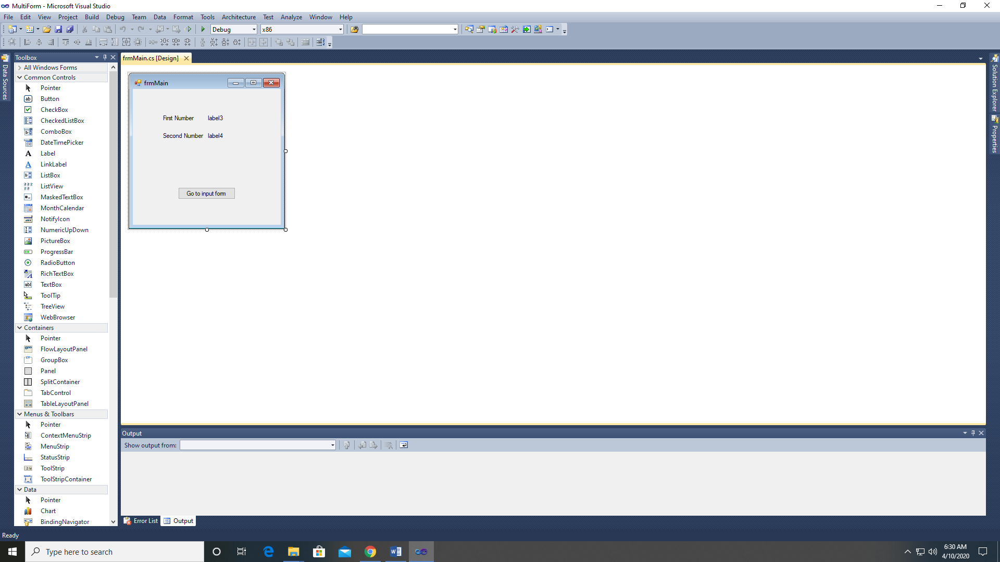 MultiForm - Microsoft Visual Studio
File Edit View Project Build Debug Team Data Format Tools Architecture Test Analyze Window Help
Debug x86
Data Sources
Toolbox
All Windows Forms
Common Controls
Pointer
Button
CheckBox
CheckedListBox
ComboBox
DateTimePicker
Label
LinkLabel
ListBox
ListView
MaskedTextBox
MonthCalendar
NotifyIcon
NumericUpDown
PictureBox
ProgressBar
RadioButton
RichTextBox
TextBox
ToolTip
TreeView
WebBrowser
Containers
Pointer
FlowLayoutPanel
GroupBox
Panel
SplitContainer
TabControl
TableLayoutPanel
Menus & Toolbars
Pointer
ContextMenuStrip
MenuStrip
StatusStrip
ToolStrip
ToolStripContainer
Data
Pointer
Chart
BindingNavigator
frmMain.cs [Design]
frmMain
First Number label3
Second Number label4
Go to input form
Solution Explorer
Properties
Output
Show output from:
Error List Output
Ready
Type here to search
6:30 AM
4/10/2020